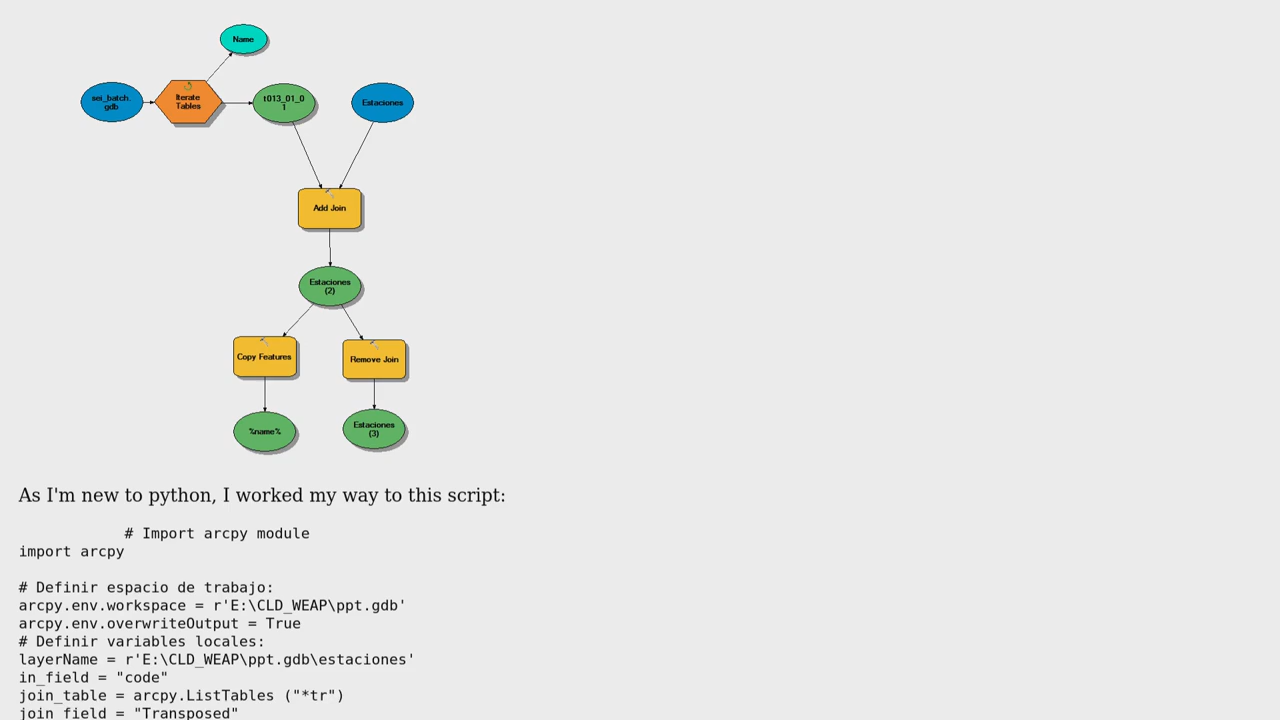 Name
sei_batch.
gdb
Iterate
Tables
t013_01_0
1
Estaciones
Add Join
Estaciones
(2)
Copy Features
Remove Join
%name%
Estaciones
(3)
As I'm new to python, I worked my way to this script:
# Import arcpy module
import arcpy
# Definir espacio de trabajo:
arcpy.env.workspace = r'E:\CLD_WEAP\ppt.gdb'
arcpy.env.overwriteOutput = True
# Definir variables locales:
layerName = r'E:\CLD_WEAP\ppt.gdb\estaciones'
in_field = "code"
join_table = arcpy.ListTables ("*tr")
join_field = "Transposed"